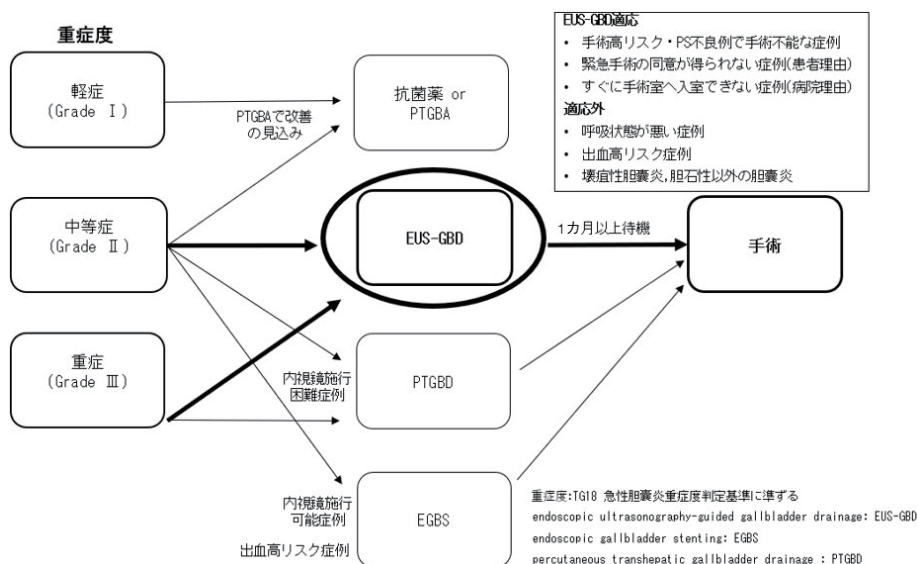 重症度
軽症
(Grade Ⅰ)
中等症
(Grade Ⅱ)
重症
(Grade Ⅲ)
PTGBAで改善
の見込み
抗菌薬 or
PTGBA
EUS-GBD
内視鏡施行
困難症例
PTGBD
内視鏡施行
可能症例
出血高リスク症例
EGBS
1カ月以上待機
手術
EUS-GBD適応
• 手術高リスク・PS不良例で手術不能な症例
• 緊急手術の同意が得られない症例(患者理由)
• すぐに手術室へ入室できない症例(病院理由)
適応外
• 呼吸状態が悪い症例
• 出血高リスク症例
• 壊疽性胆嚢炎,胆石性以外の胆嚢炎
重症度:TG18 急性胆嚢炎重症度判定基準に準ずる
endoscopic ultrasonography-guided gallbladder drainage: EUS-GBD
endoscopic gallbladder stenting: EGBS
percutaneous transhepatic gallbladder drainage : PTGBD